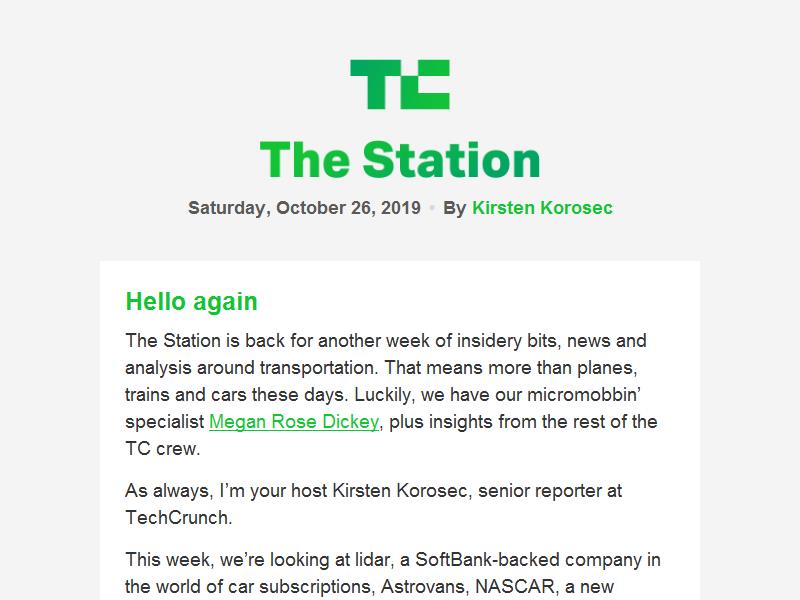 TC
The Station
Saturday, October 26, 2019 • By Kirsten Korosec
Hello again
The Station is back for another week of insidery bits, news and
analysis around transportation. That means more than planes,
trains and cars these days. Luckily, we have our micromobbin’
specialist Megan Rose Dickey, plus insights from the rest of the
TC crew.
As always, I’m your host Kirsten Korosec, senior reporter at
TechCrunch.
This week, we’re looking at lidar, a SoftBank-backed company in
the world of car subscriptions, Astrovans, NASCAR, a new